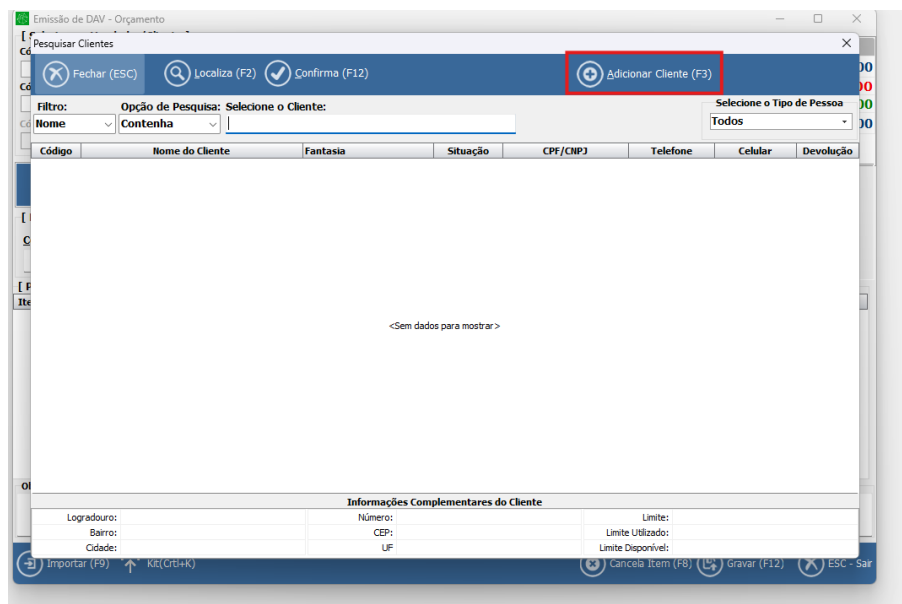 Emissão de DAV - Orçamento
Pesquisar Clientes
Fechar (ESC) Localiza (F2) Confirma (F12) Adicionar Cliente (F3)
Filtro: Opção de Pesquisa: Selecione o Cliente: Selecione o Tipo de Pessoa
Nome Contenha Todos
Código Nome do Cliente Fantasia Situação CPF/CNPJ Telefone Celular Devolução
<Sem dados para mostrar>
Informações Complementares do Cliente
Logradouro: Número: Limite:
Bairro: CEP: Limite Utilizado:
Cidade: UF Limite Disponível:
Importar (F9) Kit(Crtl+K) Cancela Item (F8) Gravar (F12) ESC - Sair